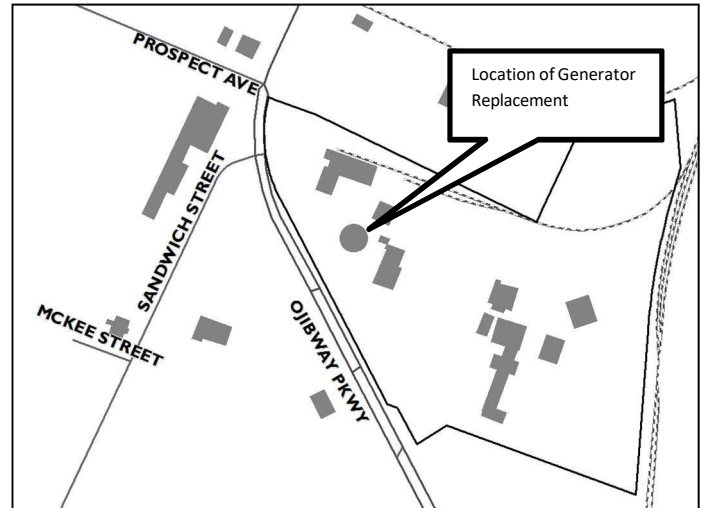 PROSPECT AVE
Location of Generator
Replacement
SANDWICH STREET
MCKEE STREET
OJIBWAY PKWY